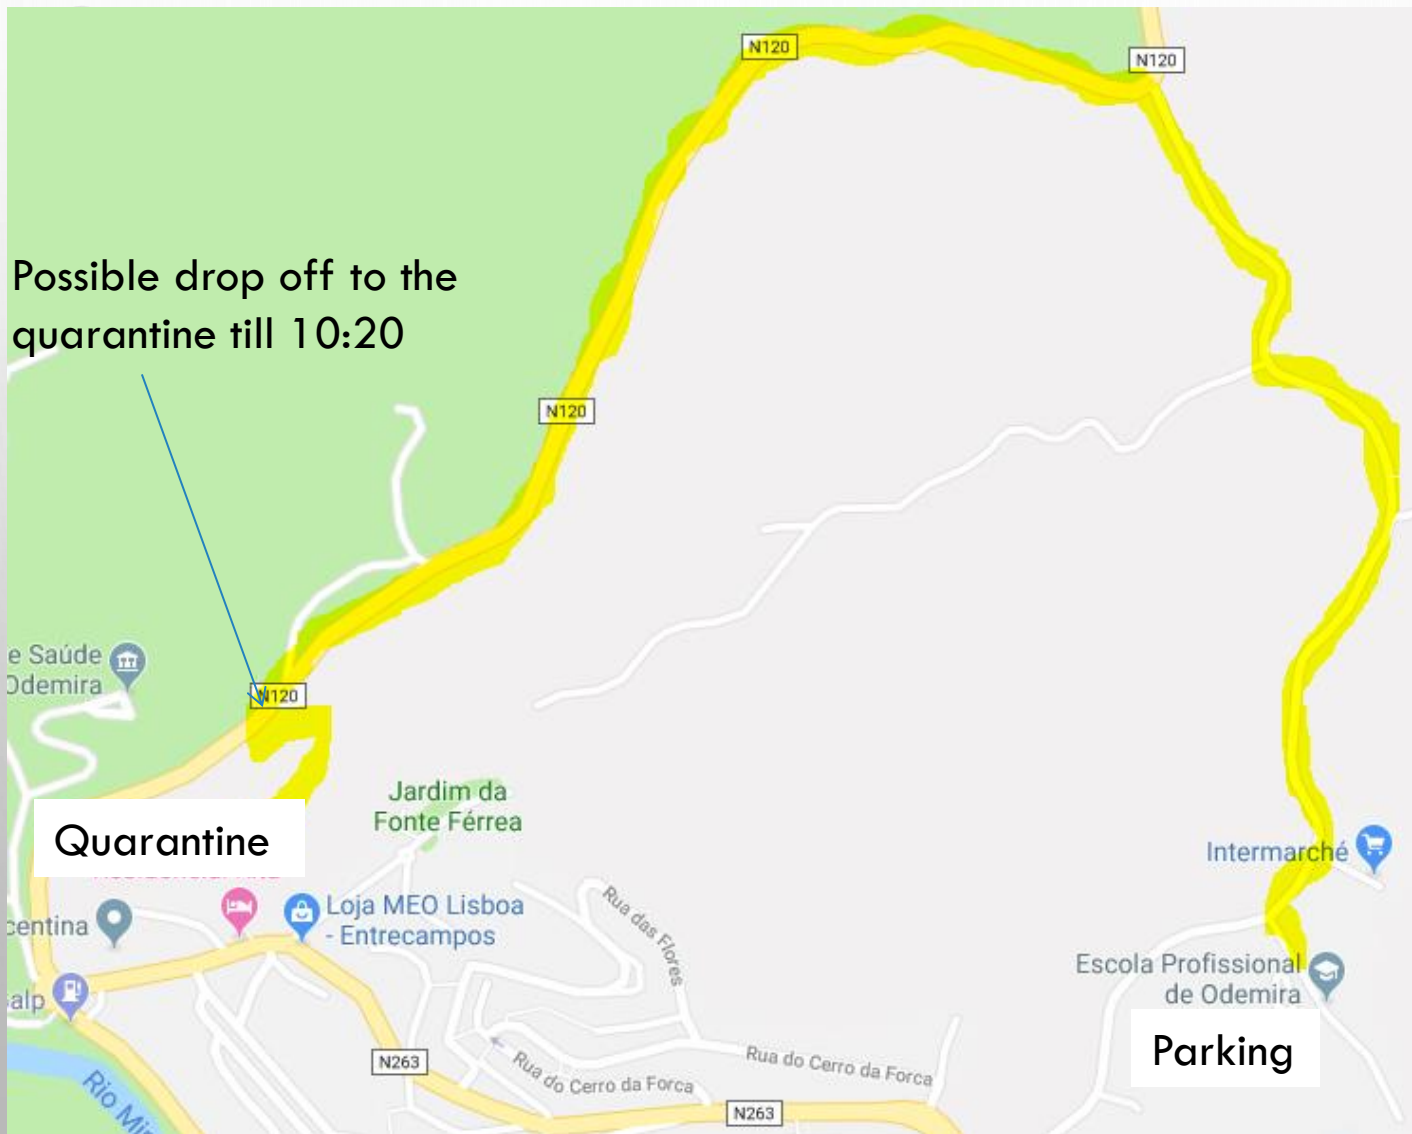 N120
N120
Possible drop off to the
quarantine till 10:20
N120
e Saúde
Odemira
N120
Jardim da
Fonte Férrea
Quarantine
Intermarché
Loja MEO Lisboa
- Entrecampos
centina
Rua das Flores
Escola Profissional
de Odemira
alp
Parking
N263
Rua do Cerro da Forca
Rua do Cerro da Forca
N263
Rio Mir